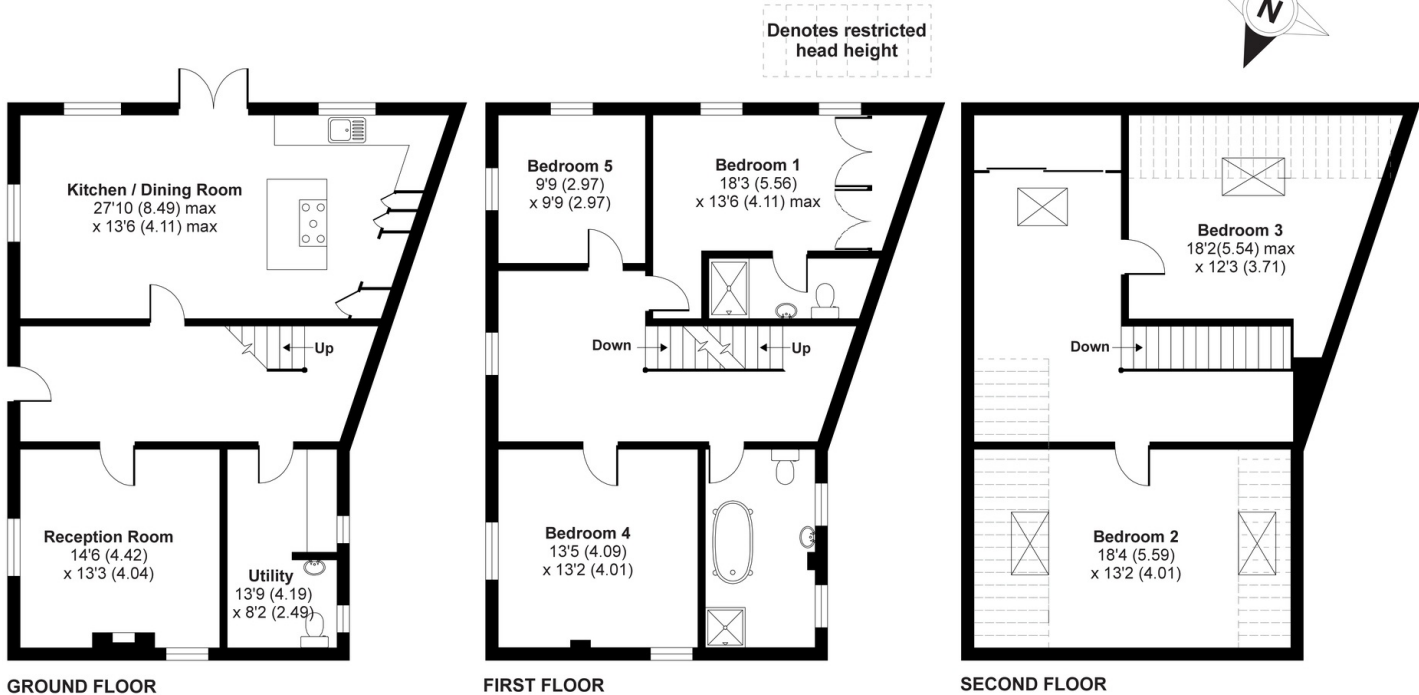 Denotes restricted
head height
N
Kitchen / Dining Room
27'10 (8.49) max
x 13'6 (4.11) max
Up
Reception Room
14'6 (4.42)
x 13'3 (4.04)
Utility
13'9 (4.19)
x 8'2 (2.49)
GROUND FLOOR
Bedroom 5
9'9 (2.97)
x 9'9 (2.97)
Bedroom 1
18'3 (5.56)
x 13'6 (4.11) max
Down
Up
Bedroom 4
13'5 (4.09)
x 13'2 (4.01)
FIRST FLOOR
Bedroom 3
18'2(5.54) max
x 12'3 (3.71)
Down
Bedroom 2
18'4 (5.59)
x 13'2 (4.01)
SECOND FLOOR